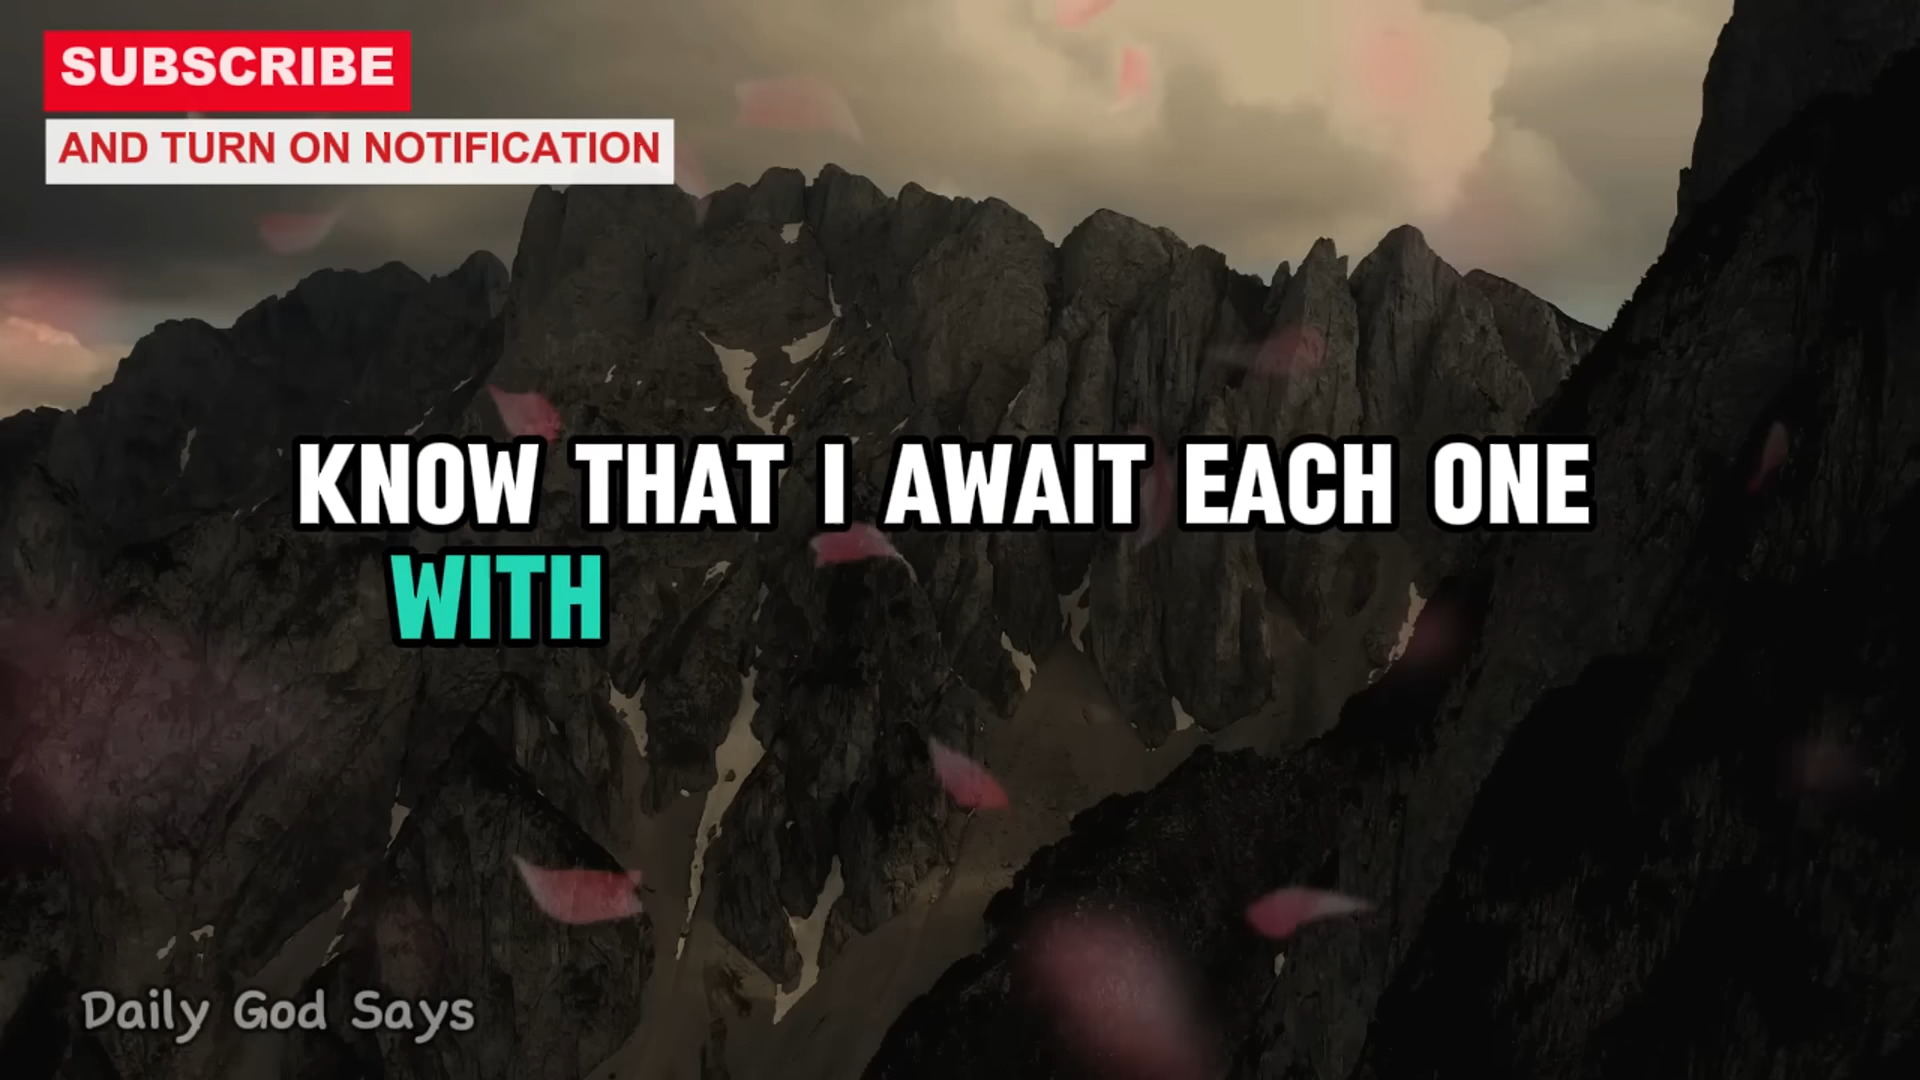 SUBSCRIBE
AND TURN ON NOTIFICATION
KNOW THAT I AWAIT EACH ONE
WITH
Daily God Says